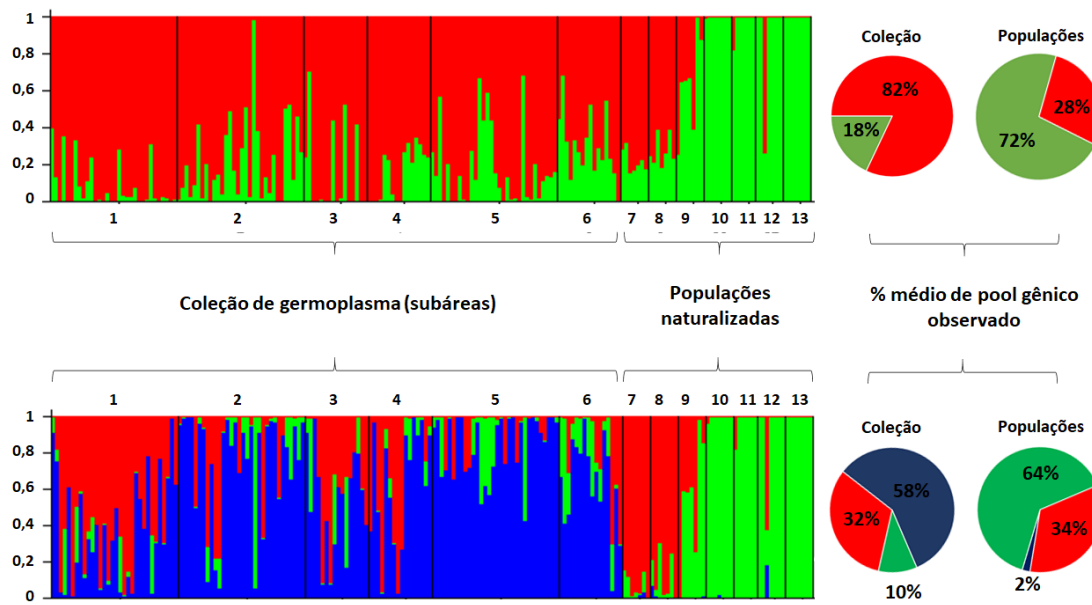 1
0,8
0,6
0,4
0,2
0
1 2 3 4 5 6 7 8 9 10 11 12 13
Coleção
82%
18%
Populações
28%
72%
Coleção de germoplasma (subáreas)
Populações
naturalizadas
% médio de pool gênico
observado
1 2 3 4 5 6 7 8 9 10 11 12 13
1
0,8
0,6
0,4
0,2
0
Coleção
58%
32%
10%
Populações
64%
34%
2%